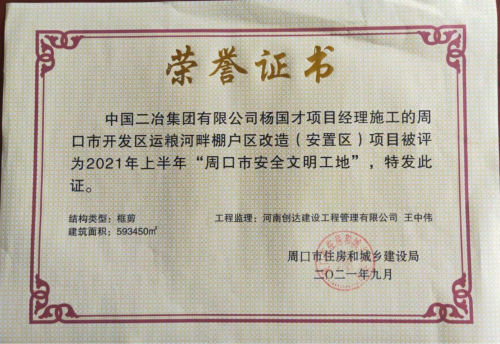 荣誉证书
中国二冶集团有限公司杨国才项目经理施工的周
口市开发区运粮河畔棚户区改造（安置区）项目被评
为2021年上半年“周口市安全文明工地”，特发此
证。
结构类型：框剪 工程监理：河南创达建设工程管理有限公司 王中伟
建筑面积：593450㎡
周口市住房和城乡建设局
二〇二一年九月